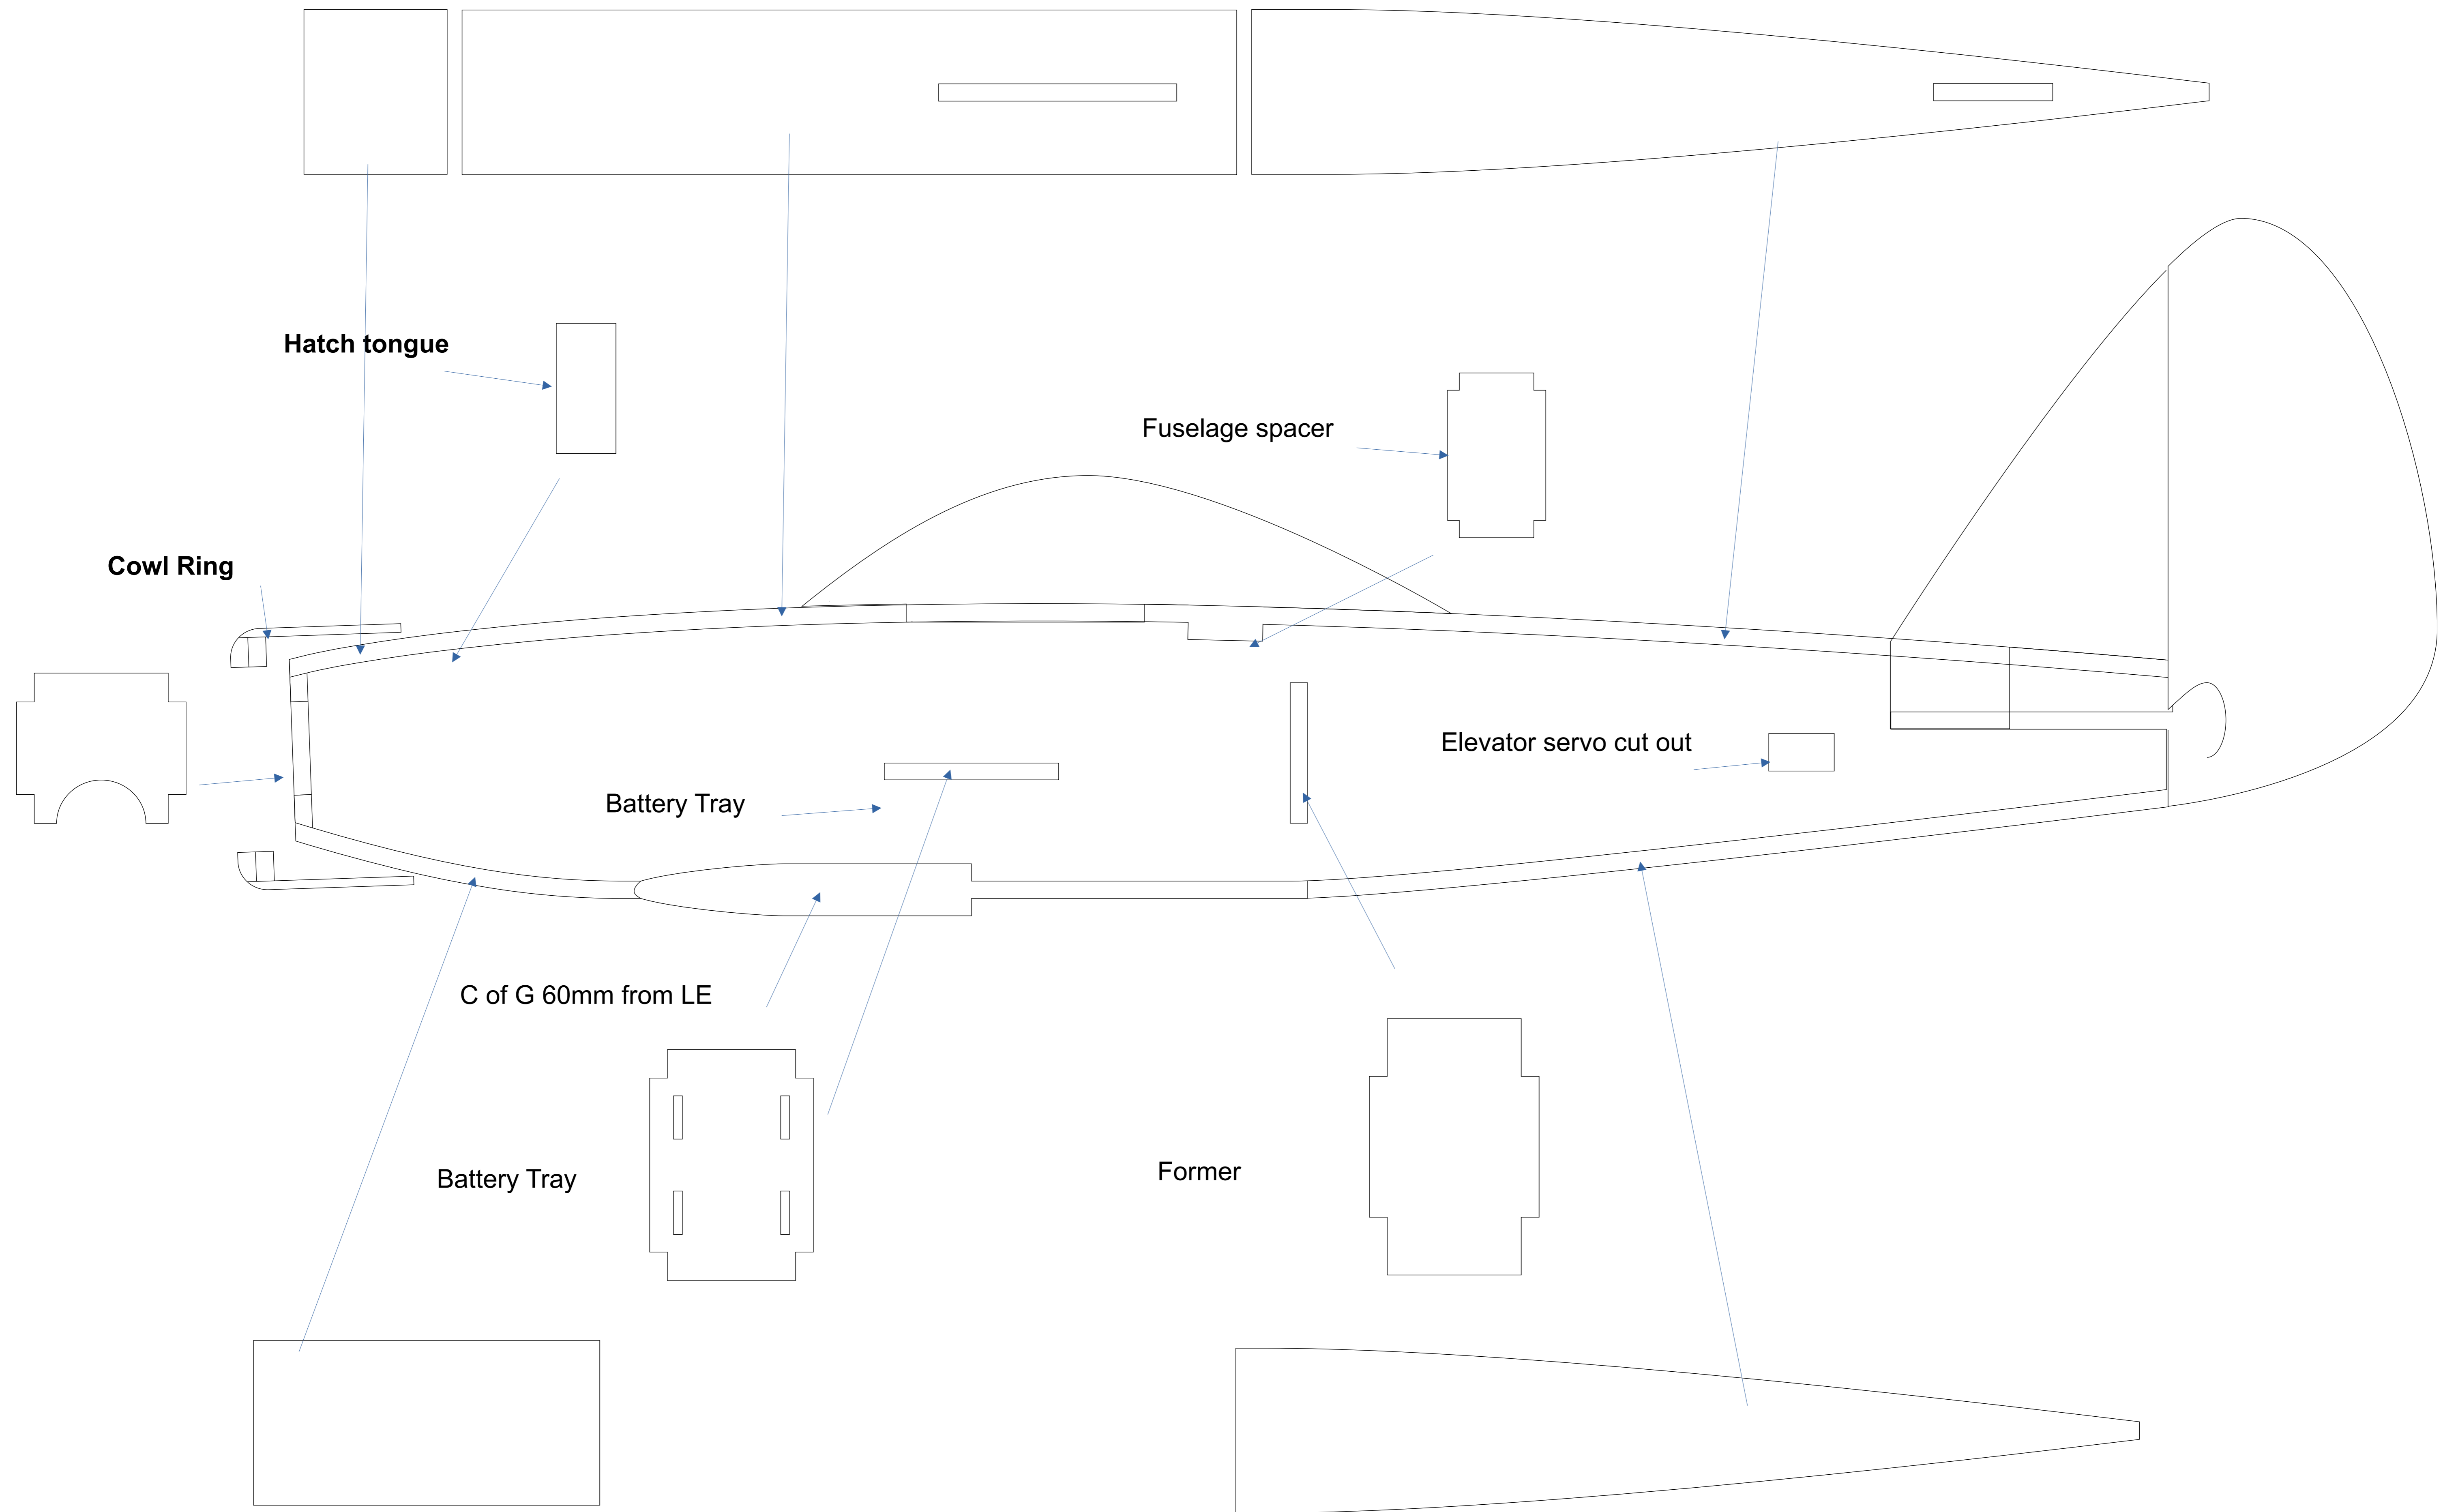 Hatch tongue
Fuselage spacer
Cowl Ring
Elevator servo cut out
Battery Tray
C of G 60mm from LE
Battery Tray
Former